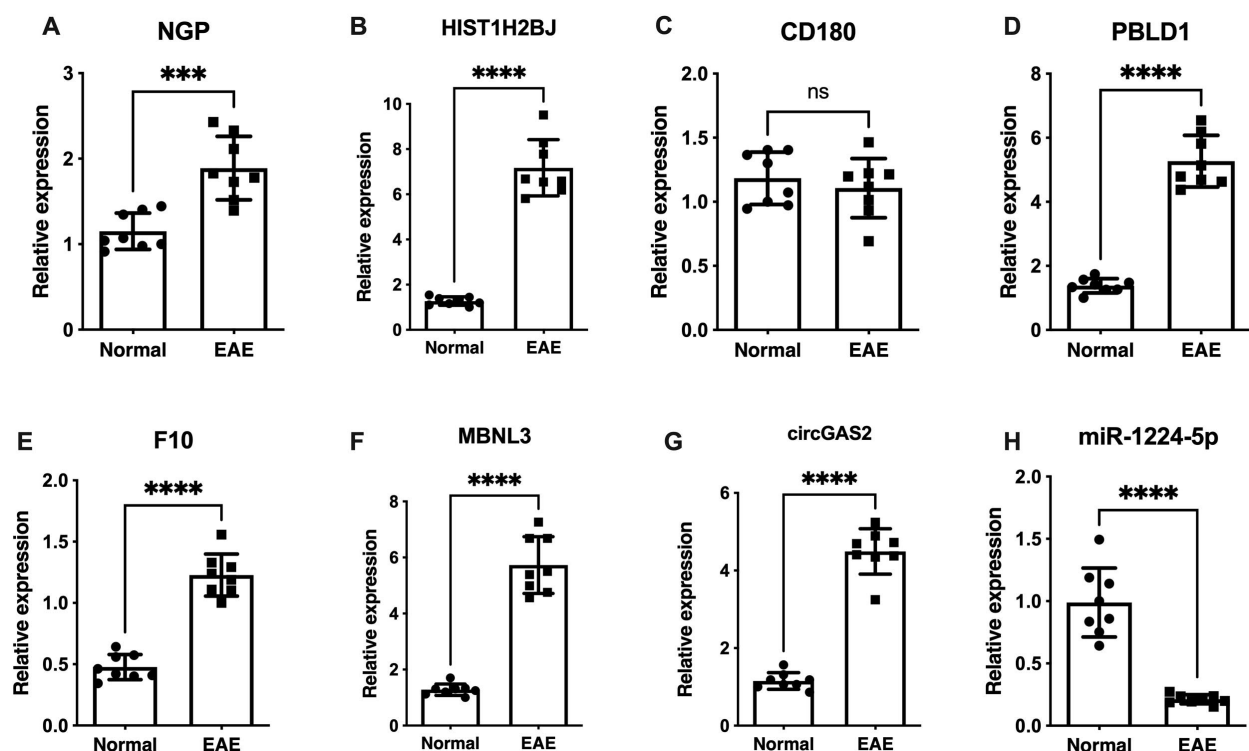 A NGP
Relative expression
3
2
1
0
***
Normal EAE
B HIST1H2BJ
Relative expression
10
8
6
4
2
0
****
Normal EAE
C CD180
Relative expression
2.0
1.5
1.0
0.5
0.0
ns
Normal EAE
D PBLD1
Relative expression
8
6
4
2
0
****
Normal EAE
E F10
Relative expression
2.0
1.5
1.0
0.5
0.0
****
Normal EAE
F MBNL3
Relative expression
8
6
4
2
0
****
Normal EAE
G circGAS2
Relative expression
6
4
2
0
****
Normal EAE
H miR-1224-5p
Relative expression
2.0
1.5
1.0
0.5
0.0
****
Normal EAE